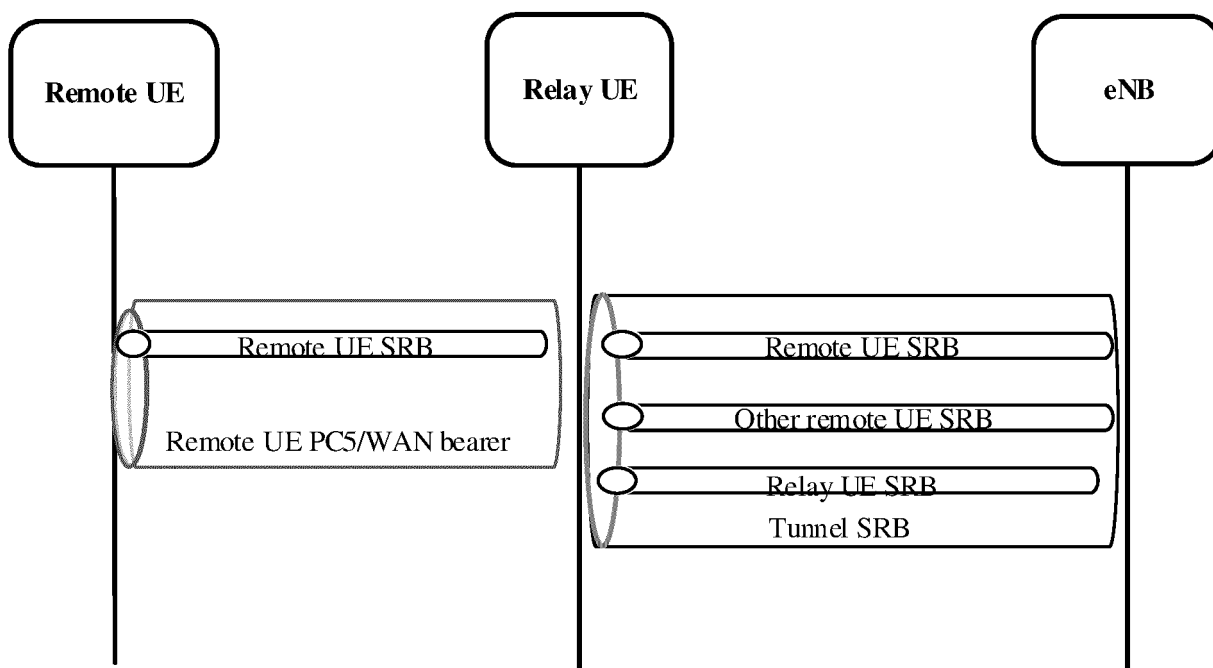 Remote UE
Relay UE
eNB
Remote UE SRB
Remote UE SRB
Other remote UE SRB
Remote UE PC5/WAN bearer
Relay UE SRB
Tunnel SRB